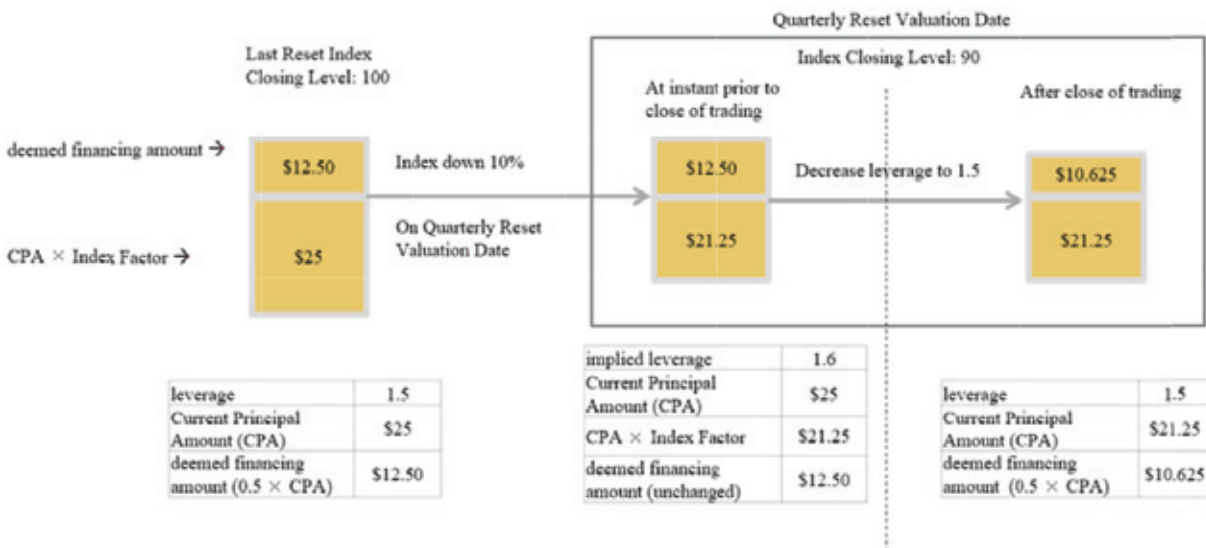 Quarterly Reset Valuation Date
Last Reset Index
Closing Level: 100
Index Closing Level: 90
At instant prior to
close of trading
After close of trading
deemed financing amount →
$12.50
Index down 10%
$12.50
Decrease leverage to 1.5
$10.625
CPA × Index Factor →
$25
On Quarterly Reset
Valuation Date
$21.25
$21.25
leverage 1.5
Current Principal
Amount (CPA) $25
deemed financing
amount (0.5 × CPA) $12.50
implied leverage 1.6
Current Principal
Amount (CPA) $25
CPA × Index Factor $21.25
deemed financing
amount (unchanged) $12.50
leverage 1.5
Current Principal
Amount (CPA) $21.25
deemed financing
amount (0.5 × CPA) $10.625